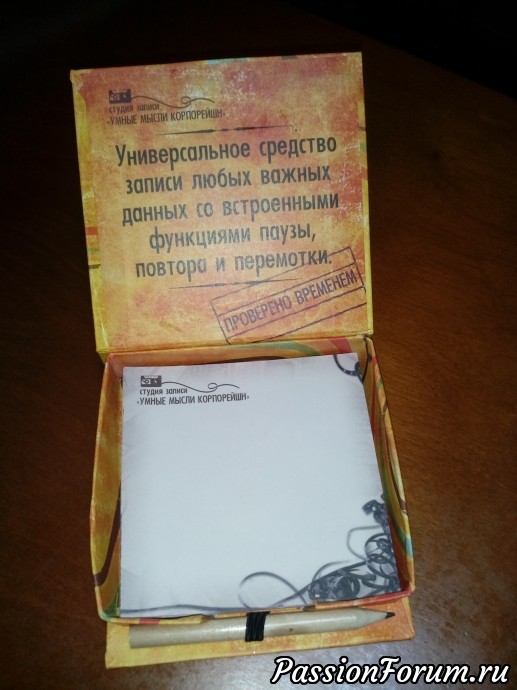 студия записи
«УМНЫЕ МЫСЛИ КОРПОРЕЙШН»
Универсальное средство
записи любых важных
данных со встроенными
функциями паузы,
повтора и перемотки.
ПРОВЕРЕНО ВРЕМЕНЕМ
студия записи
«УМНЫЕ МЫСЛИ КОРПОРЕЙШН»
PassionForum.ru